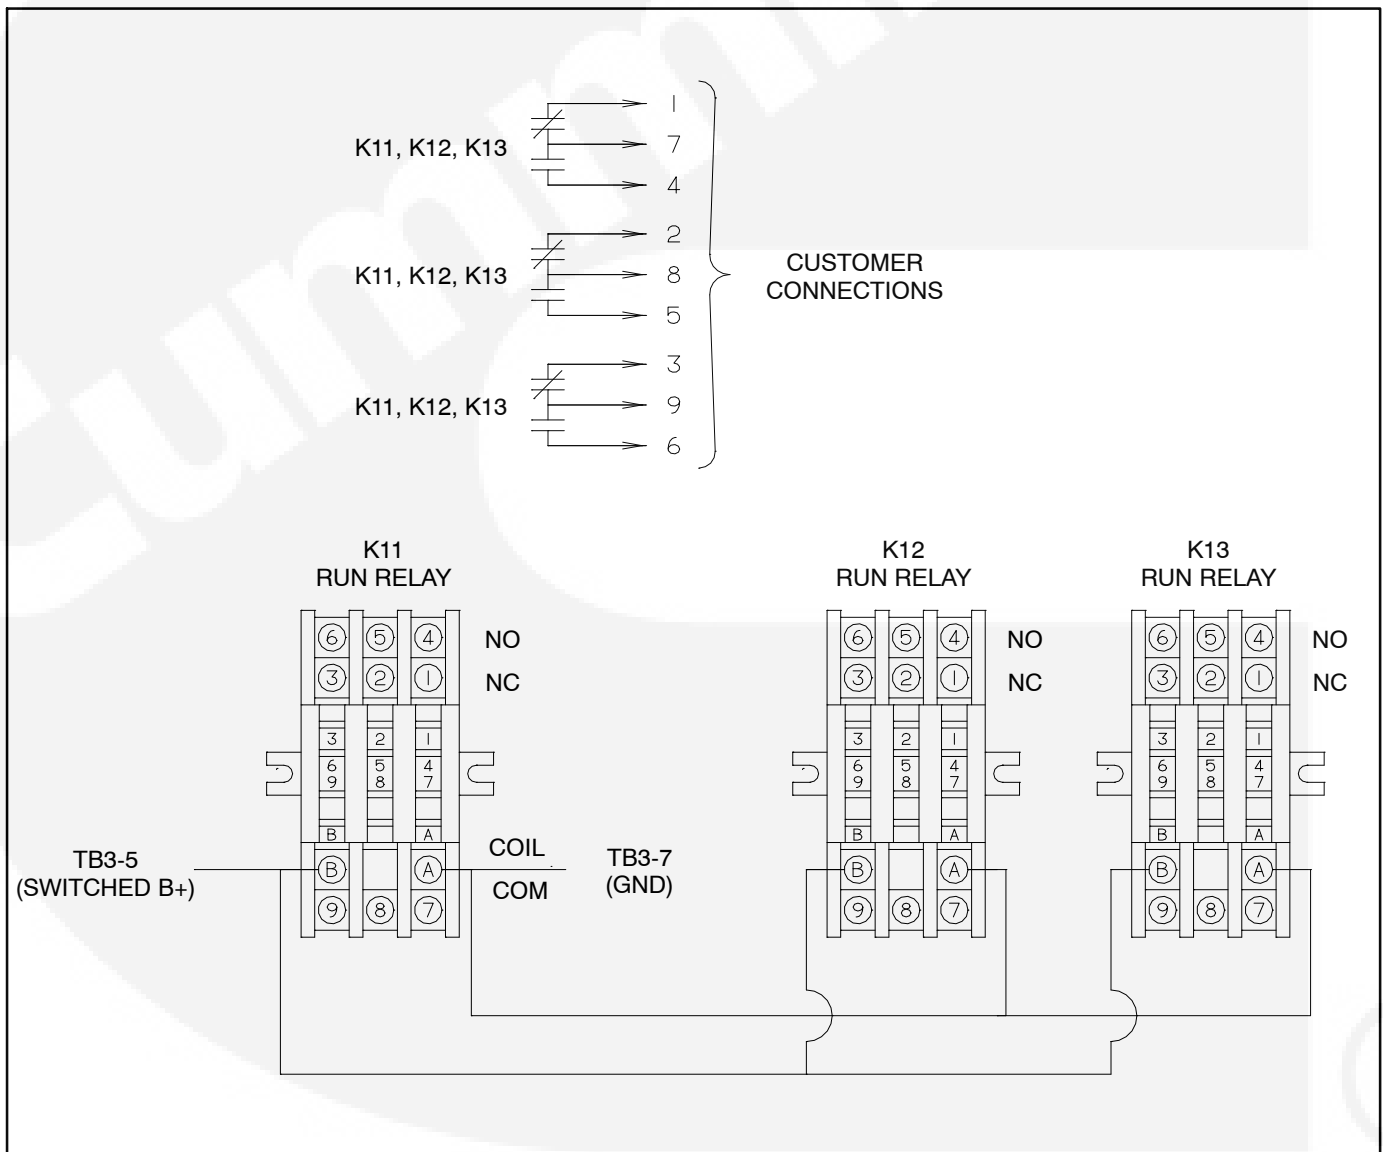 1
K11, K12, K13
7
4
2
K11, K12, K13
8
5
3
K11, K12, K13
9
6
CUSTOMER
CONNECTIONS
K11
RUN RELAY
6 5 4 NO
3 2 1 NC
3 2 1
6 5 4
9 8 7
B A
TB3-5
(SWITCHED B+)
B A
COIL
COM
TB3-7
(GND)
9 8 7
K12
RUN RELAY
6 5 4 NO
3 2 1 NC
3 2 1
6 5 4
9 8 7
B A
B A
9 8 7
K13
RUN RELAY
6 5 4 NO
3 2 1 NC
3 2 1
6 5 4
9 8 7
B A
B A
9 8 7